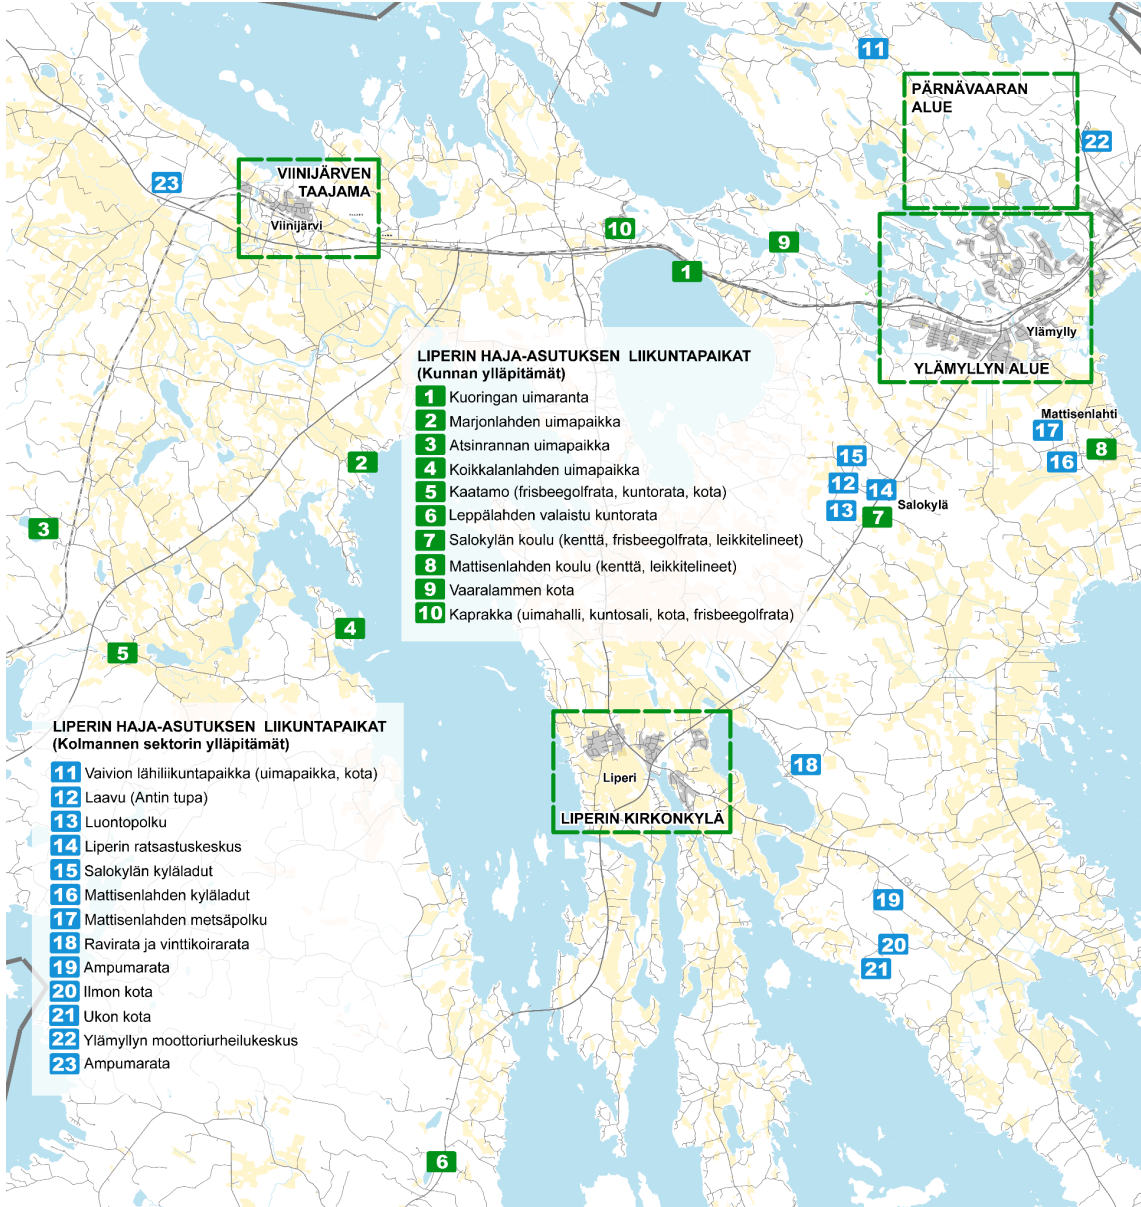 11
PÄRNÄVAARAN
ALUE
22
VIINIJÄRVEN
TAAJAMA
23
Viinijärvi
10
9
1
Ylämylly
YLÄMYLLYN ALUE
LIPERIN HAJA-ASUTUKSEN LIIKUNTAPAIKAT
(Kunnan ylläpitämät)
1 Kuoringan uimaranta
2 Marjonlahden uimapaikka
3 Atsinrannan uimapaikka
4 Koikkalanlahden uimapaikka
5 Kaatamo (frisbeegolfrata, kuntorata, kota)
6 Leppälahden valaistu kuntorata
7 Salokylän koulu (kenttä, frisbeegolfrata, leikkitelineet)
8 Mattisenlahden koulu (kenttä, leikkitelineet)
9 Vaaralammen kota
10 Kaprakka (uimahalli, kuntosali, kota, frisbeegolfrata)
Mattisenlahti
17
8
16
15
12
14
13
7
Salokylä
2
3
4
5
LIPERIN HAJA-ASUTUKSEN LIIKUNTAPAIKAT
(Kolmannen sektorin ylläpitämät)
11 Vaivion lähiliikuntapaikka (uimapaikka, kota)
12 Laavu (Antin tupa)
13 Luontopolku
14 Liperin ratsastuskeskus
15 Salokylän kyläladut
16 Mattisenlahden kyläladut
17 Mattisenlahden metsäpolku
18 Ravirata ja vinttikoirarata
19 Ampumarata
20 Ilmon kota
21 Ukon kota
22 Ylämyllyn moottoriurheilukeskus
23 Ampumarata
Liperi
LIPERIN KIRKONKYLÄ
18
19
20
21
6